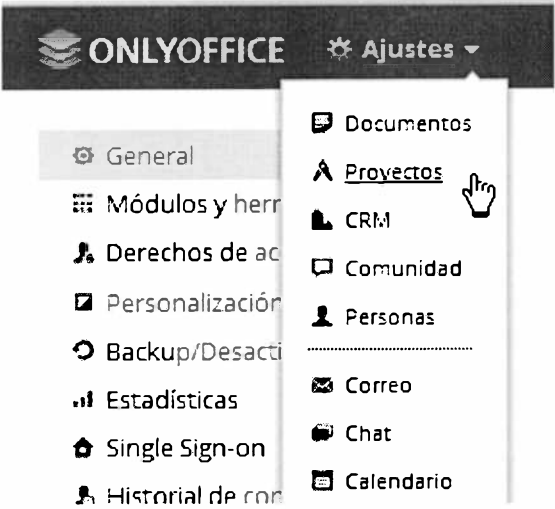 ONLYOFFICE Ajustes
General
Módulos y herr
Derechos de ac
Personalización
Backup/Desacti
Estadísticas
Single Sign-on
Historial de con
Documentos
Proyectos
CRM
Comunidad
Personas
Correo
Chat
Calendario